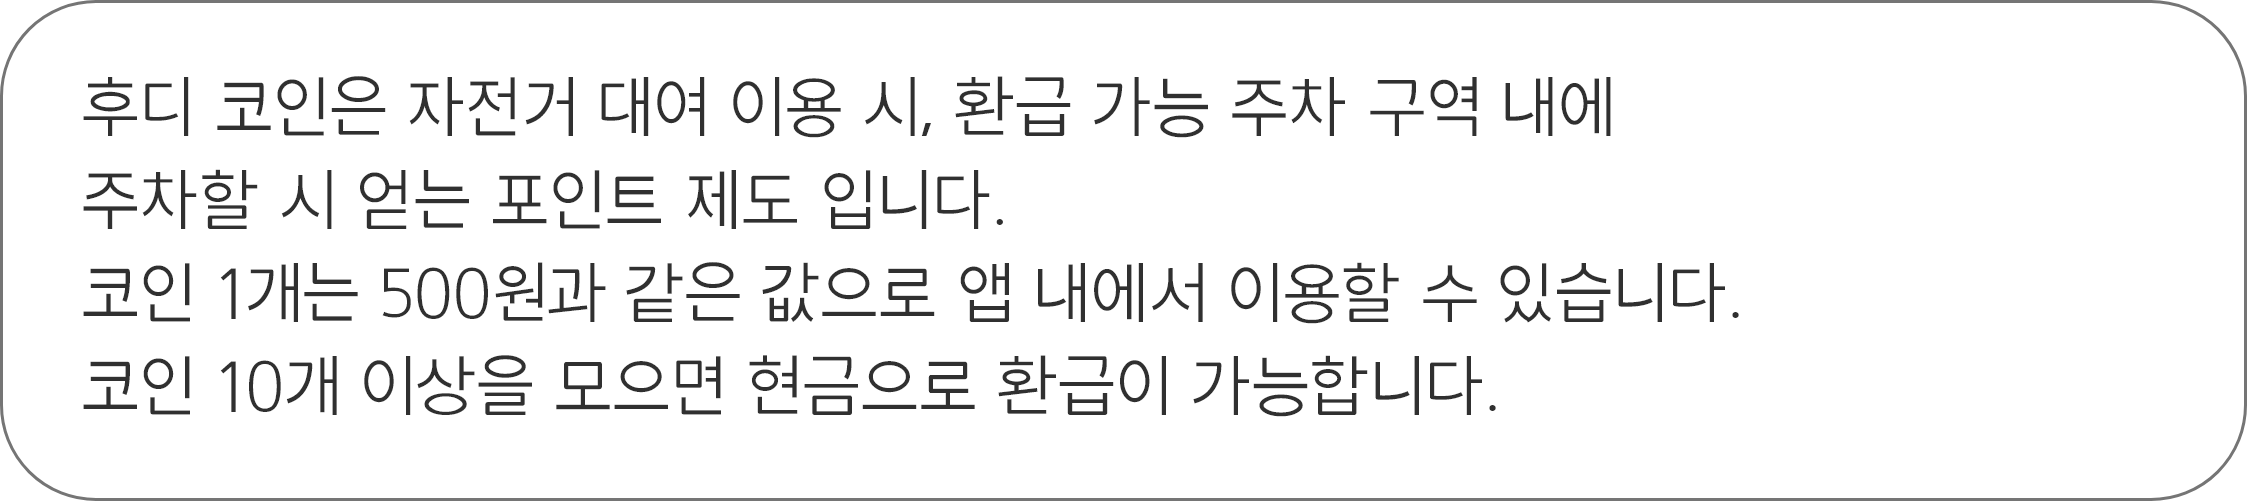 후디 코인은 자전거 대여 이용 시, 환급 가능 주차 구역 내에
주차할 시 얻는 포인트 제도 입니다.
코인 1개는 500원과 같은 값으로 앱 내에서 이용할 수 있습니다.
코인 10개 이상을 모으면 현금으로 환급이 가능합니다.